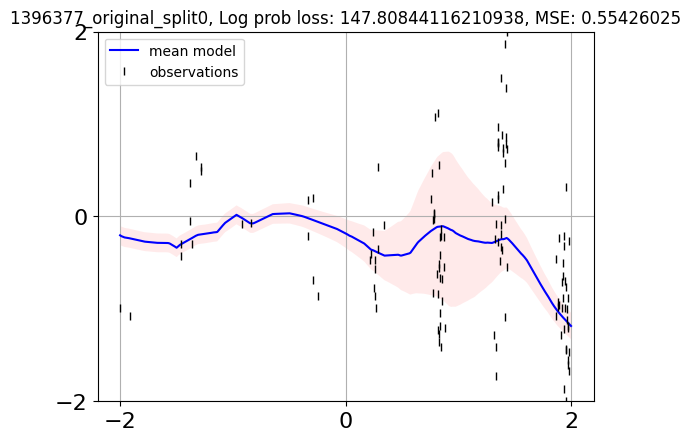 1396377_original_split0, Log prob loss: 147.80844116210938, MSE: 0.55426025
2
mean model
observations
0
−2
−2
0
2